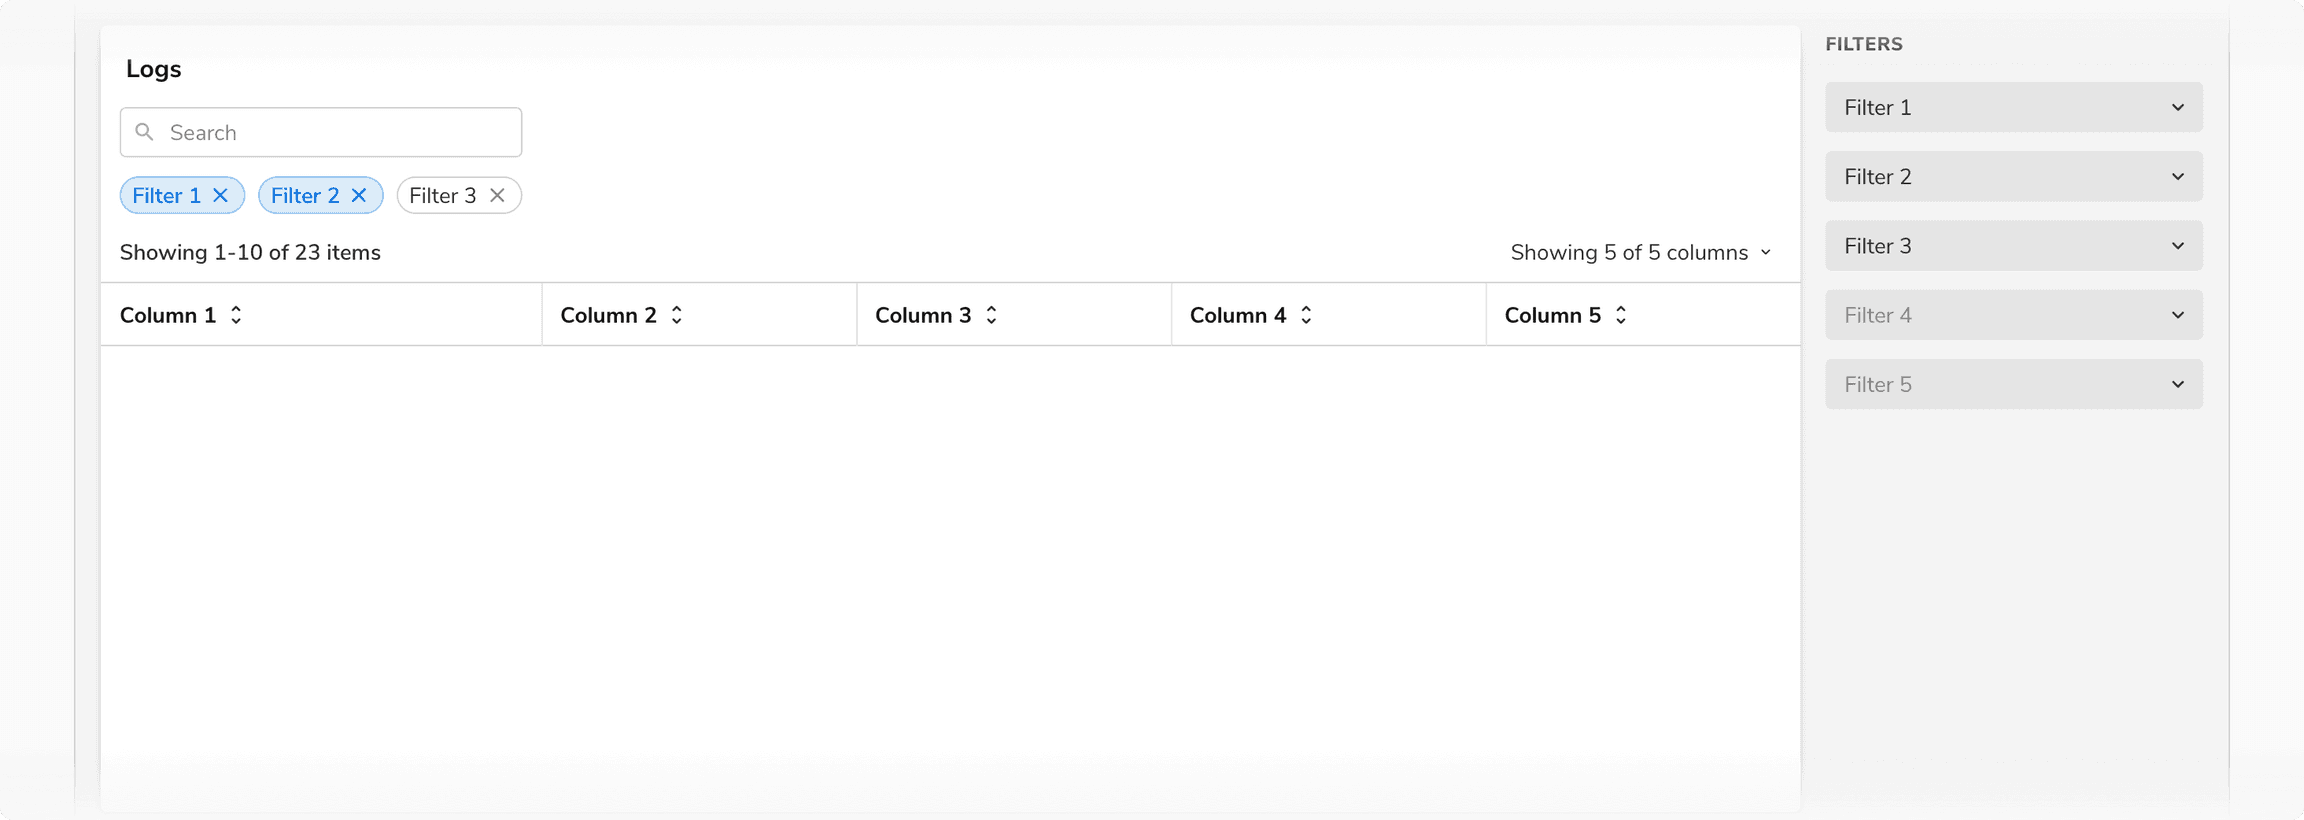 Logs
Search
Filter 1
Filter 2
Filter 3
Showing 1-10 of 23 items
Showing 5 of 5 columns
Column 1
Column 2
Column 3
Column 4
Column 5
FILTERS
Filter 1
Filter 2
Filter 3
Filter 4
Filter 5